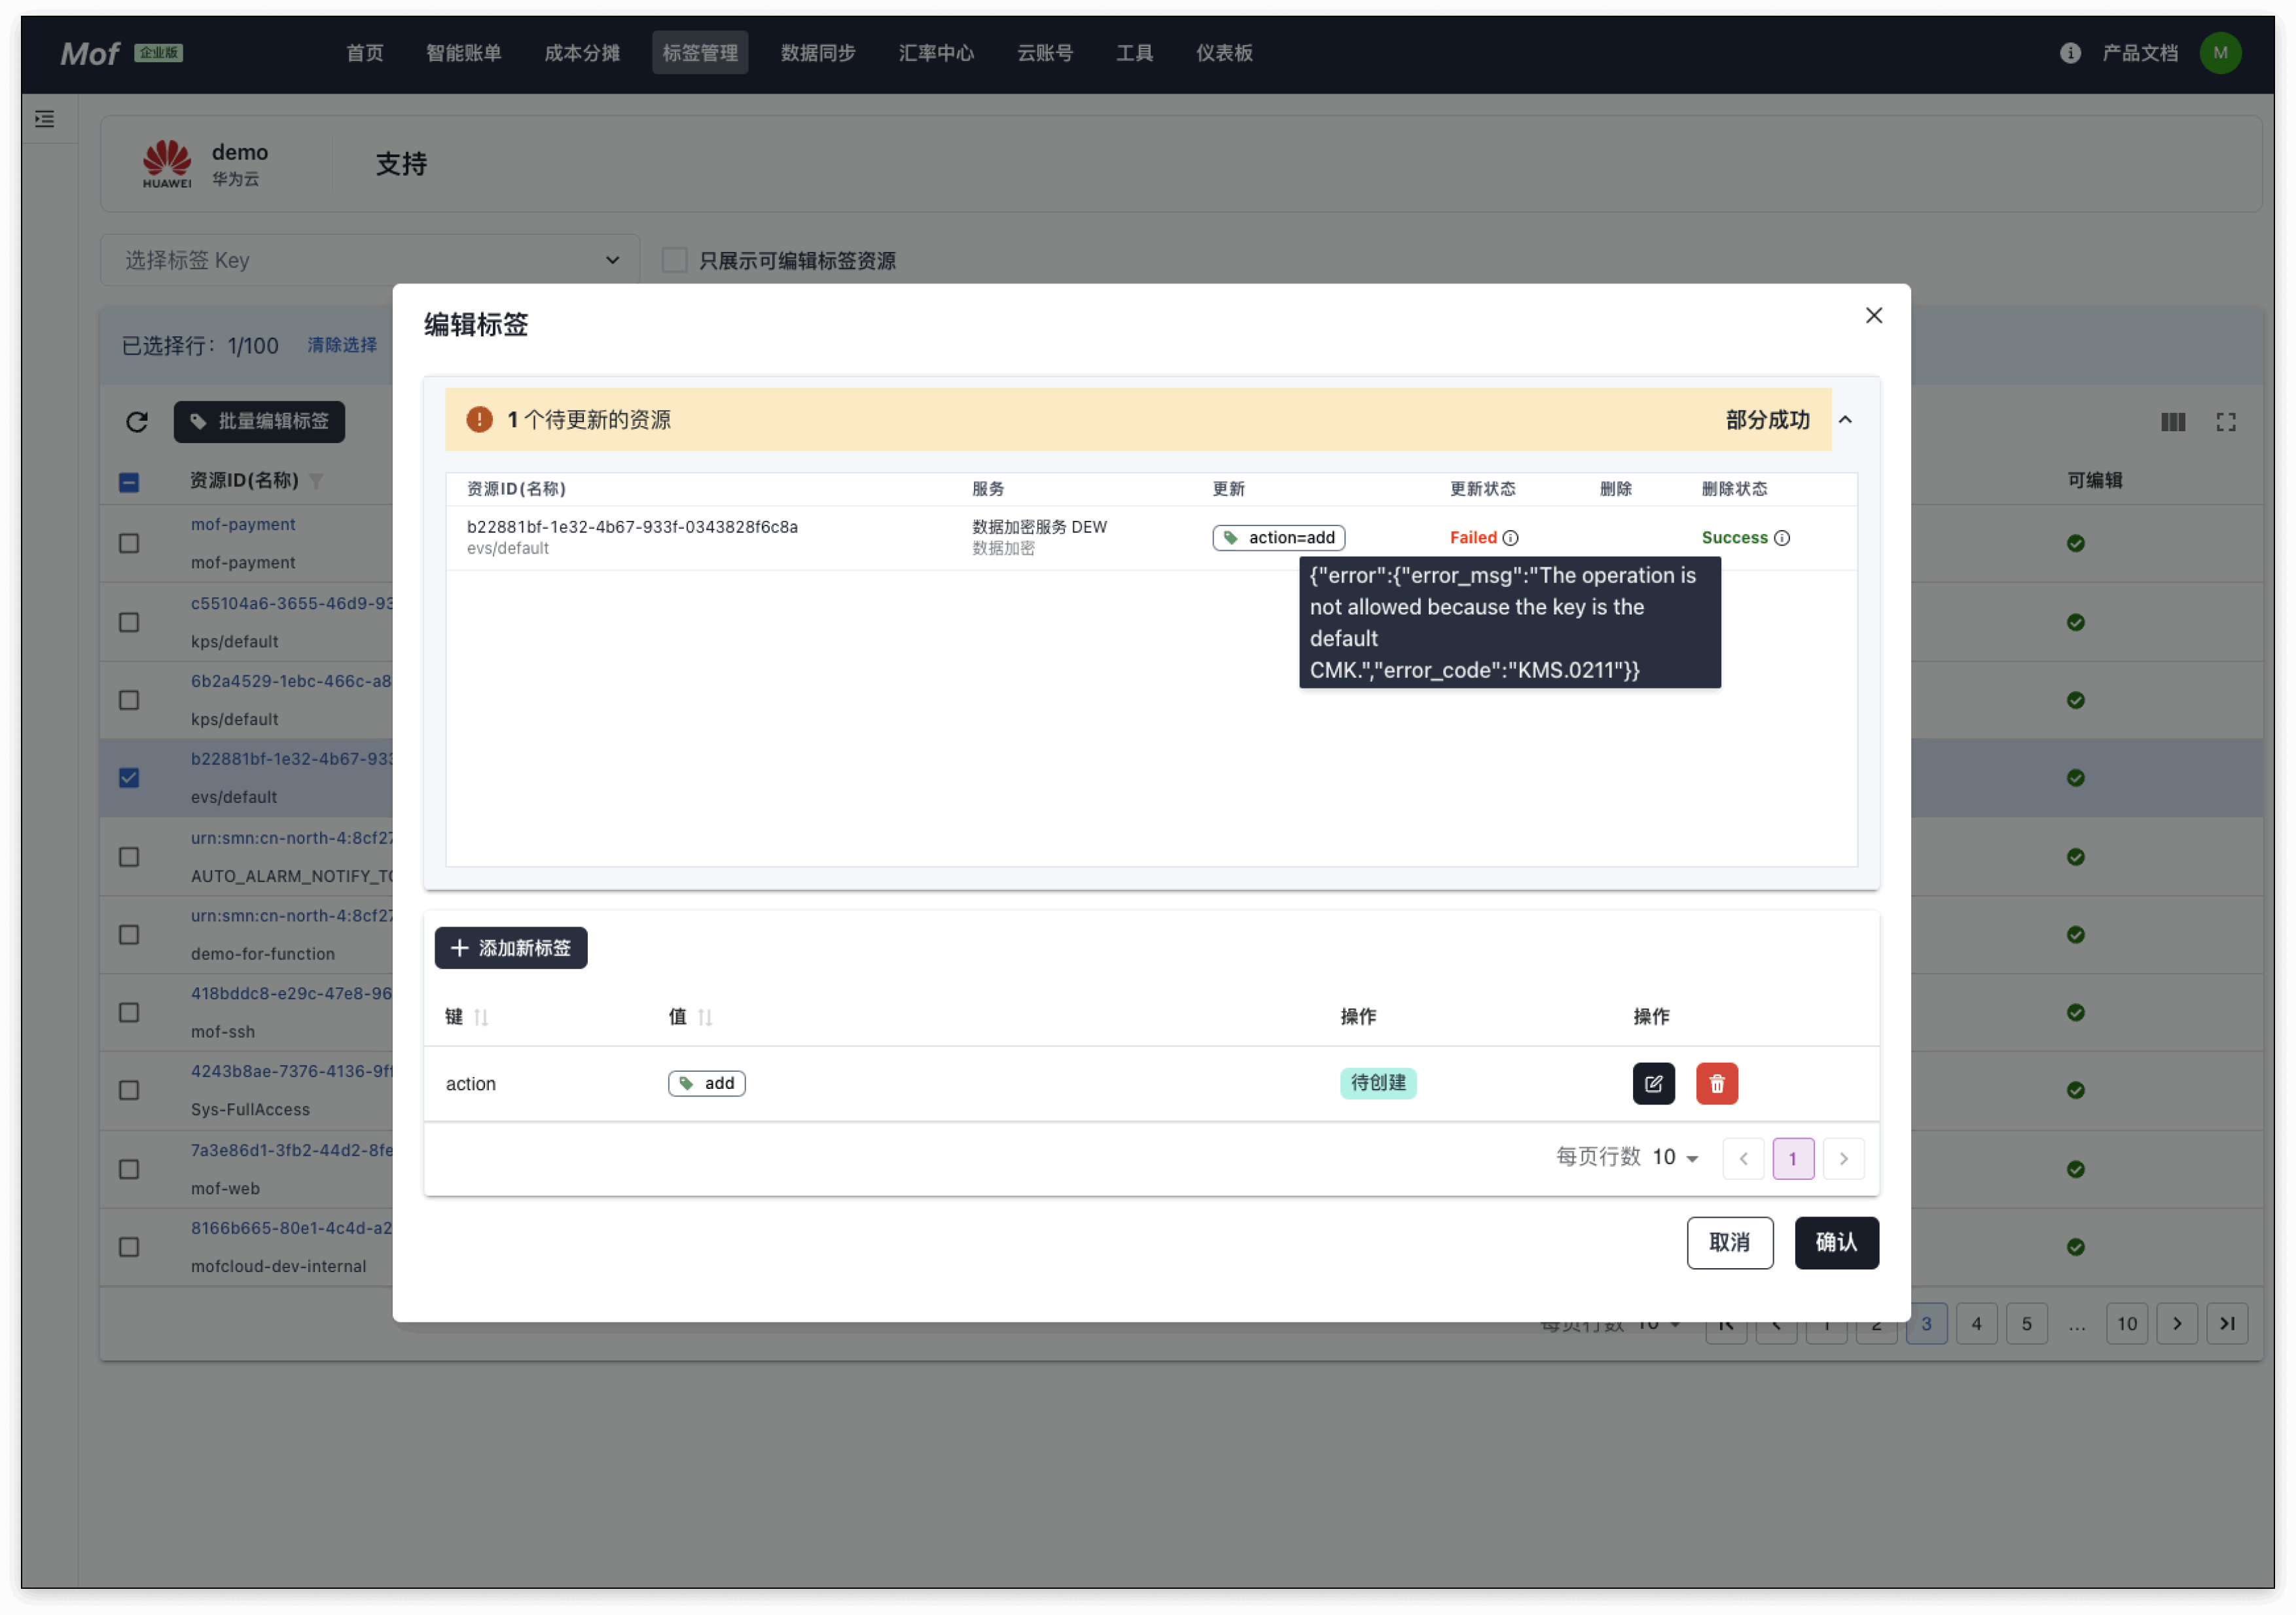 Mof 企业版 首页 智能账单 成本分摊 标签管理 数据同步 汇率中心 云账号 工具 仪表板 产品文档 M
HUAWEI demo 支持
华为云
选择标签 Key 只展示可编辑标签资源
已选择行: 1/100 清除选择
批量编辑标签
资源ID(名称) 可编辑
mof-payment
mof-payment
c55104a6-3655-46d9-93
kps/default
6b2a4529-1ebc-466c-a8
kps/default
b22881bf-1e32-4b67-933
evs/default
urn:smn:cn-north-4:8cf27
AUTO_ALARM_NOTIFY_TO
urn:smn:cn-north-4:8cf27
demo-for-function
418bddc8-e29c-47e8-96
mof-ssh
4243b8ae-7376-4136-9ff
Sys-FullAccess
7a3e86d1-3fb2-44d2-8fe
mof-web
8166b665-80e1-4c4d-a2
mofcloud-dev-internal
每页行数 10 1 2 3 4 5 ... 10
编辑标签
1 个待更新的资源 部分成功
资源ID(名称) 服务 更新 更新状态 删除 删除状态
b22881bf-1e32-4b67-933f-0343828f6c8a 数据加密服务 DEW action=add Failed Success
evs/default 数据加密
{"error":{"error_msg":"The operation is
not allowed because the key is the
default
CMK.","error_code":"KMS.0211"}}
添加新标签
键 值 操作 操作
action add 待创建
每页行数 10 1
取消 确认